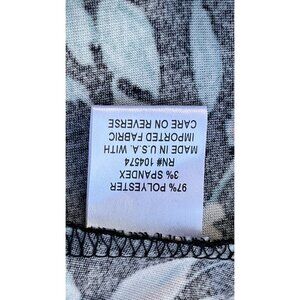 97% POLYESTER
3% SPANDEX
RN# 104574
MADE IN U.S.A. WITH
IMPORTED FABRIC
CARE ON REVERSE